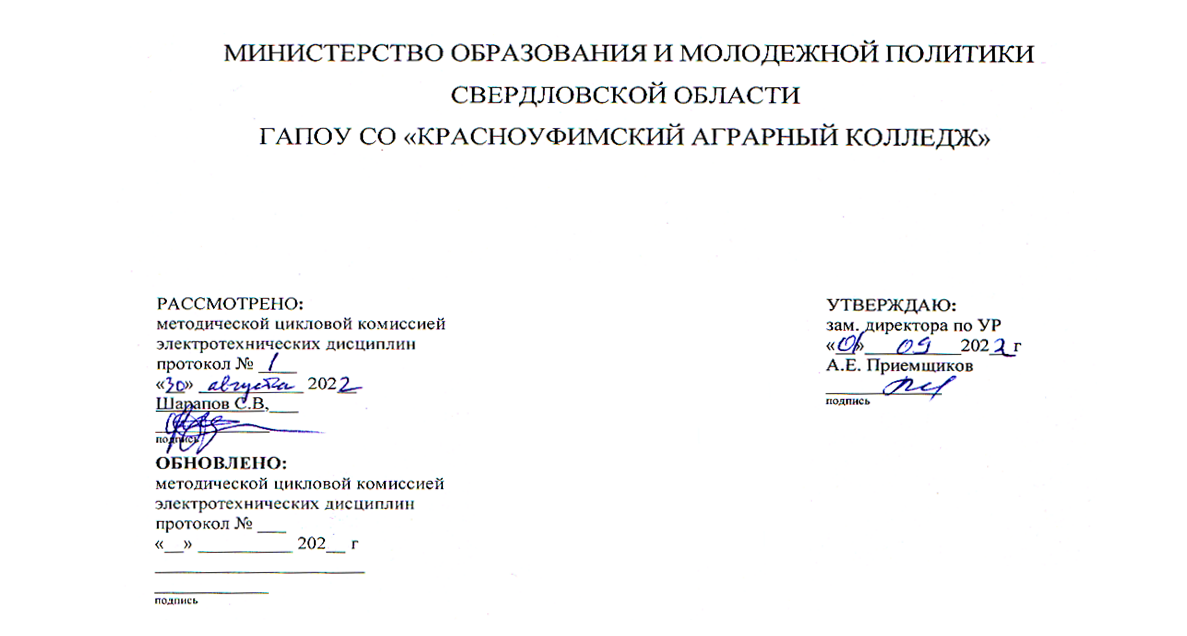 МИНИСТЕРСТВО ОБРАЗОВАНИЯ И МОЛОДЕЖНОЙ ПОЛИТИКИ
СВЕРДЛОВСКОЙ ОБЛАСТИ
ГАПОУ СО «КРАСНОУФИМСКИЙ АГРАРНЫЙ КОЛЛЕДЖ»
РАССМОТРЕНО:
методической цикловой комиссией
электротехнических дисциплин
протокол № 1
«30» августа 2022
Шарапов С.В,___
подпись
ОБНОВЛЕНО:
методической цикловой комиссией
электротехнических дисциплин
протокол № ___
«__» __________ 202__ г
подпись
УТВЕРЖДАЮ:
зам. директора по УР
«01» 09 2022 г
А.Е. Приемщиков
подпись